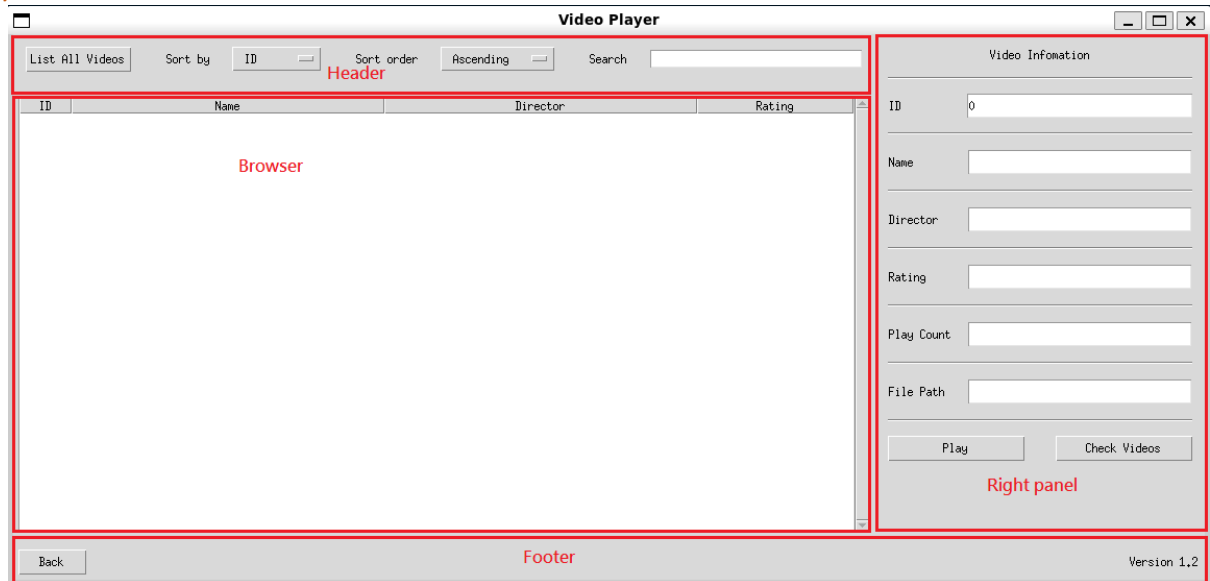 Video Player
List All Videos Sort by ID Sort order Ascending Search
Header
Video Infomation
ID Name Director Rating
Browser
ID 0
Name
Director
Rating
Play Count
File Path
Play Check Videos
Right panel
Back Footer Version 1.2